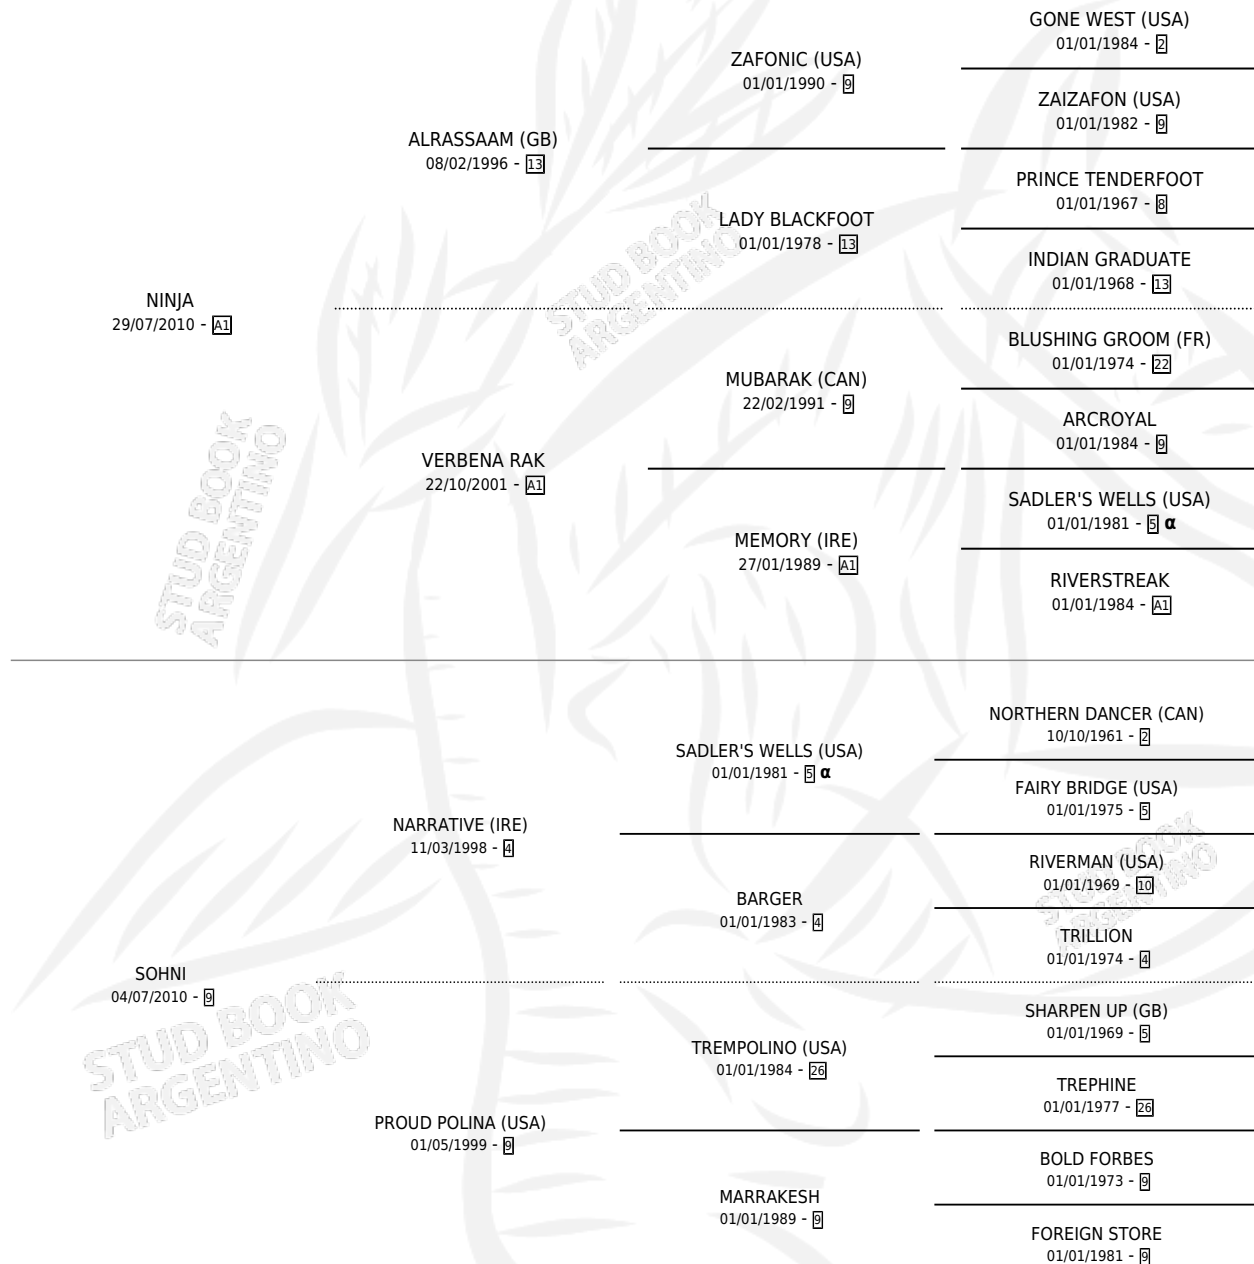 NINJA
29/07/2010 - A1
ALRASSAAM (GB)
08/02/1996 - 13
ZAFONIC (USA)
01/01/1990 - 9
GONE WEST (USA)
01/01/1984 - 2
ZAIZAFON (USA)
01/01/1982 - 9
LADY BLACKFOOT
01/01/1978 - 13
PRINCE TENDERFOOT
01/01/1967 - 8
INDIAN GRADUATE
01/01/1968 - 13
VERBENA RAK
22/10/2001 - A1
MUBARAK (CAN)
22/02/1991 - 9
BLUSHING GROOM (FR)
01/01/1974 - 22
ARCROYAL
01/01/1984 - 9
MEMORY (IRE)
27/01/1989 - A1
SADLER'S WELLS (USA)
01/01/1981 - 5 α
RIVERSTREAK
01/01/1984 - A1
SOHNI
04/07/2010 - 9
NARRATIVE (IRE)
11/03/1998 - 4
SADLER'S WELLS (USA)
01/01/1981 - 5 α
NORTHERN DANCER (CAN)
10/10/1961 - 2
FAIRY BRIDGE (USA)
01/01/1975 - 5
BARGER
01/01/1983 - 4
RIVERMAN (USA)
01/01/1969 - 10
TRILLION
01/01/1974 - 4
PROUD POLINA (USA)
01/05/1999 - 9
TREMPOLINO (USA)
01/01/1984 - 26
SHARPEN UP (GB)
01/01/1969 - 5
TREPHINE
01/01/1977 - 26
MARRAKESH
01/01/1989 - 9
BOLD FORBES
01/01/1973 - 9
FOREIGN STORE
01/01/1981 - 9
STUD BOOK
ARGENTINO
STUD BOOK
ARGENTINO
STUD BOOK
ARGENTINO
STUD BOOK
ARGENTINO